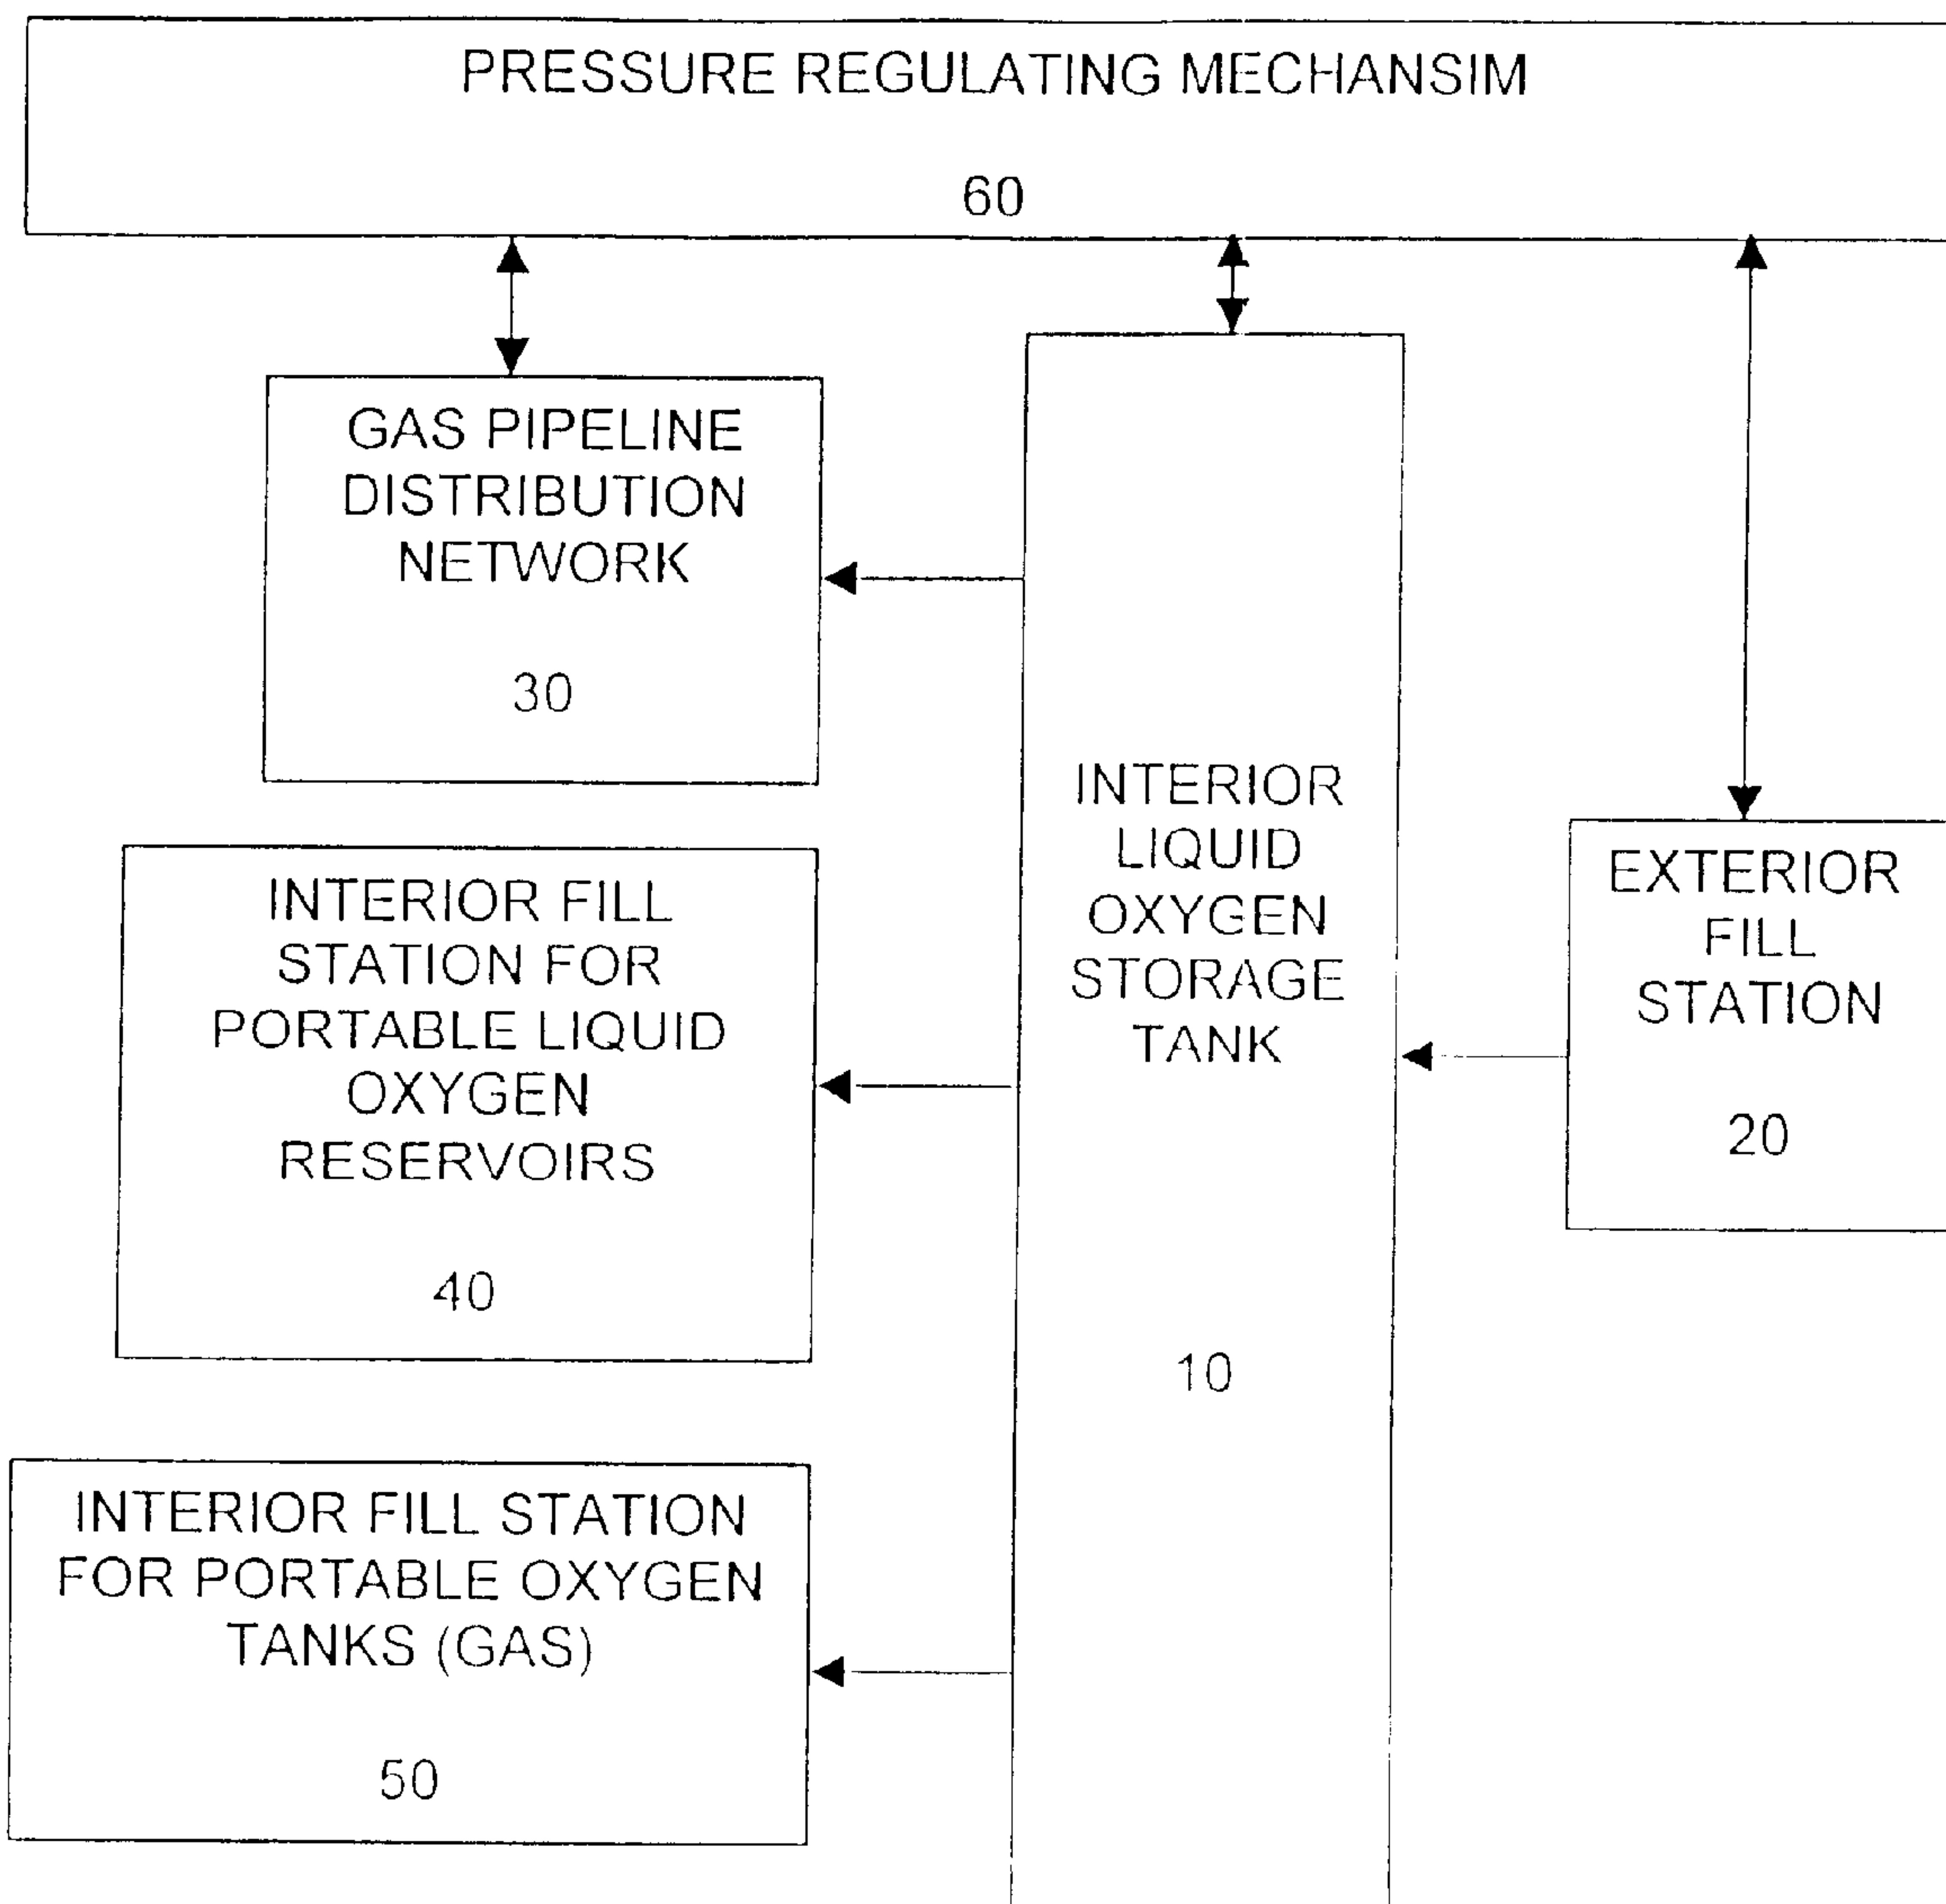 PRESSURE REGULATING MECHANSIM
60
GAS PIPELINE
DISTRIBUTION
NETWORK
30
INTERIOR FILL
STATION FOR
PORTABLE LIQUID
OXYGEN
RESERVOIRS
40
INTERIOR FILL STATION
FOR PORTABLE OXYGEN
TANKS (GAS)
50
INTERIOR
LIQUID
OXYGEN
STORAGE
TANK
10
EXTERIOR
FILL
STATION
20